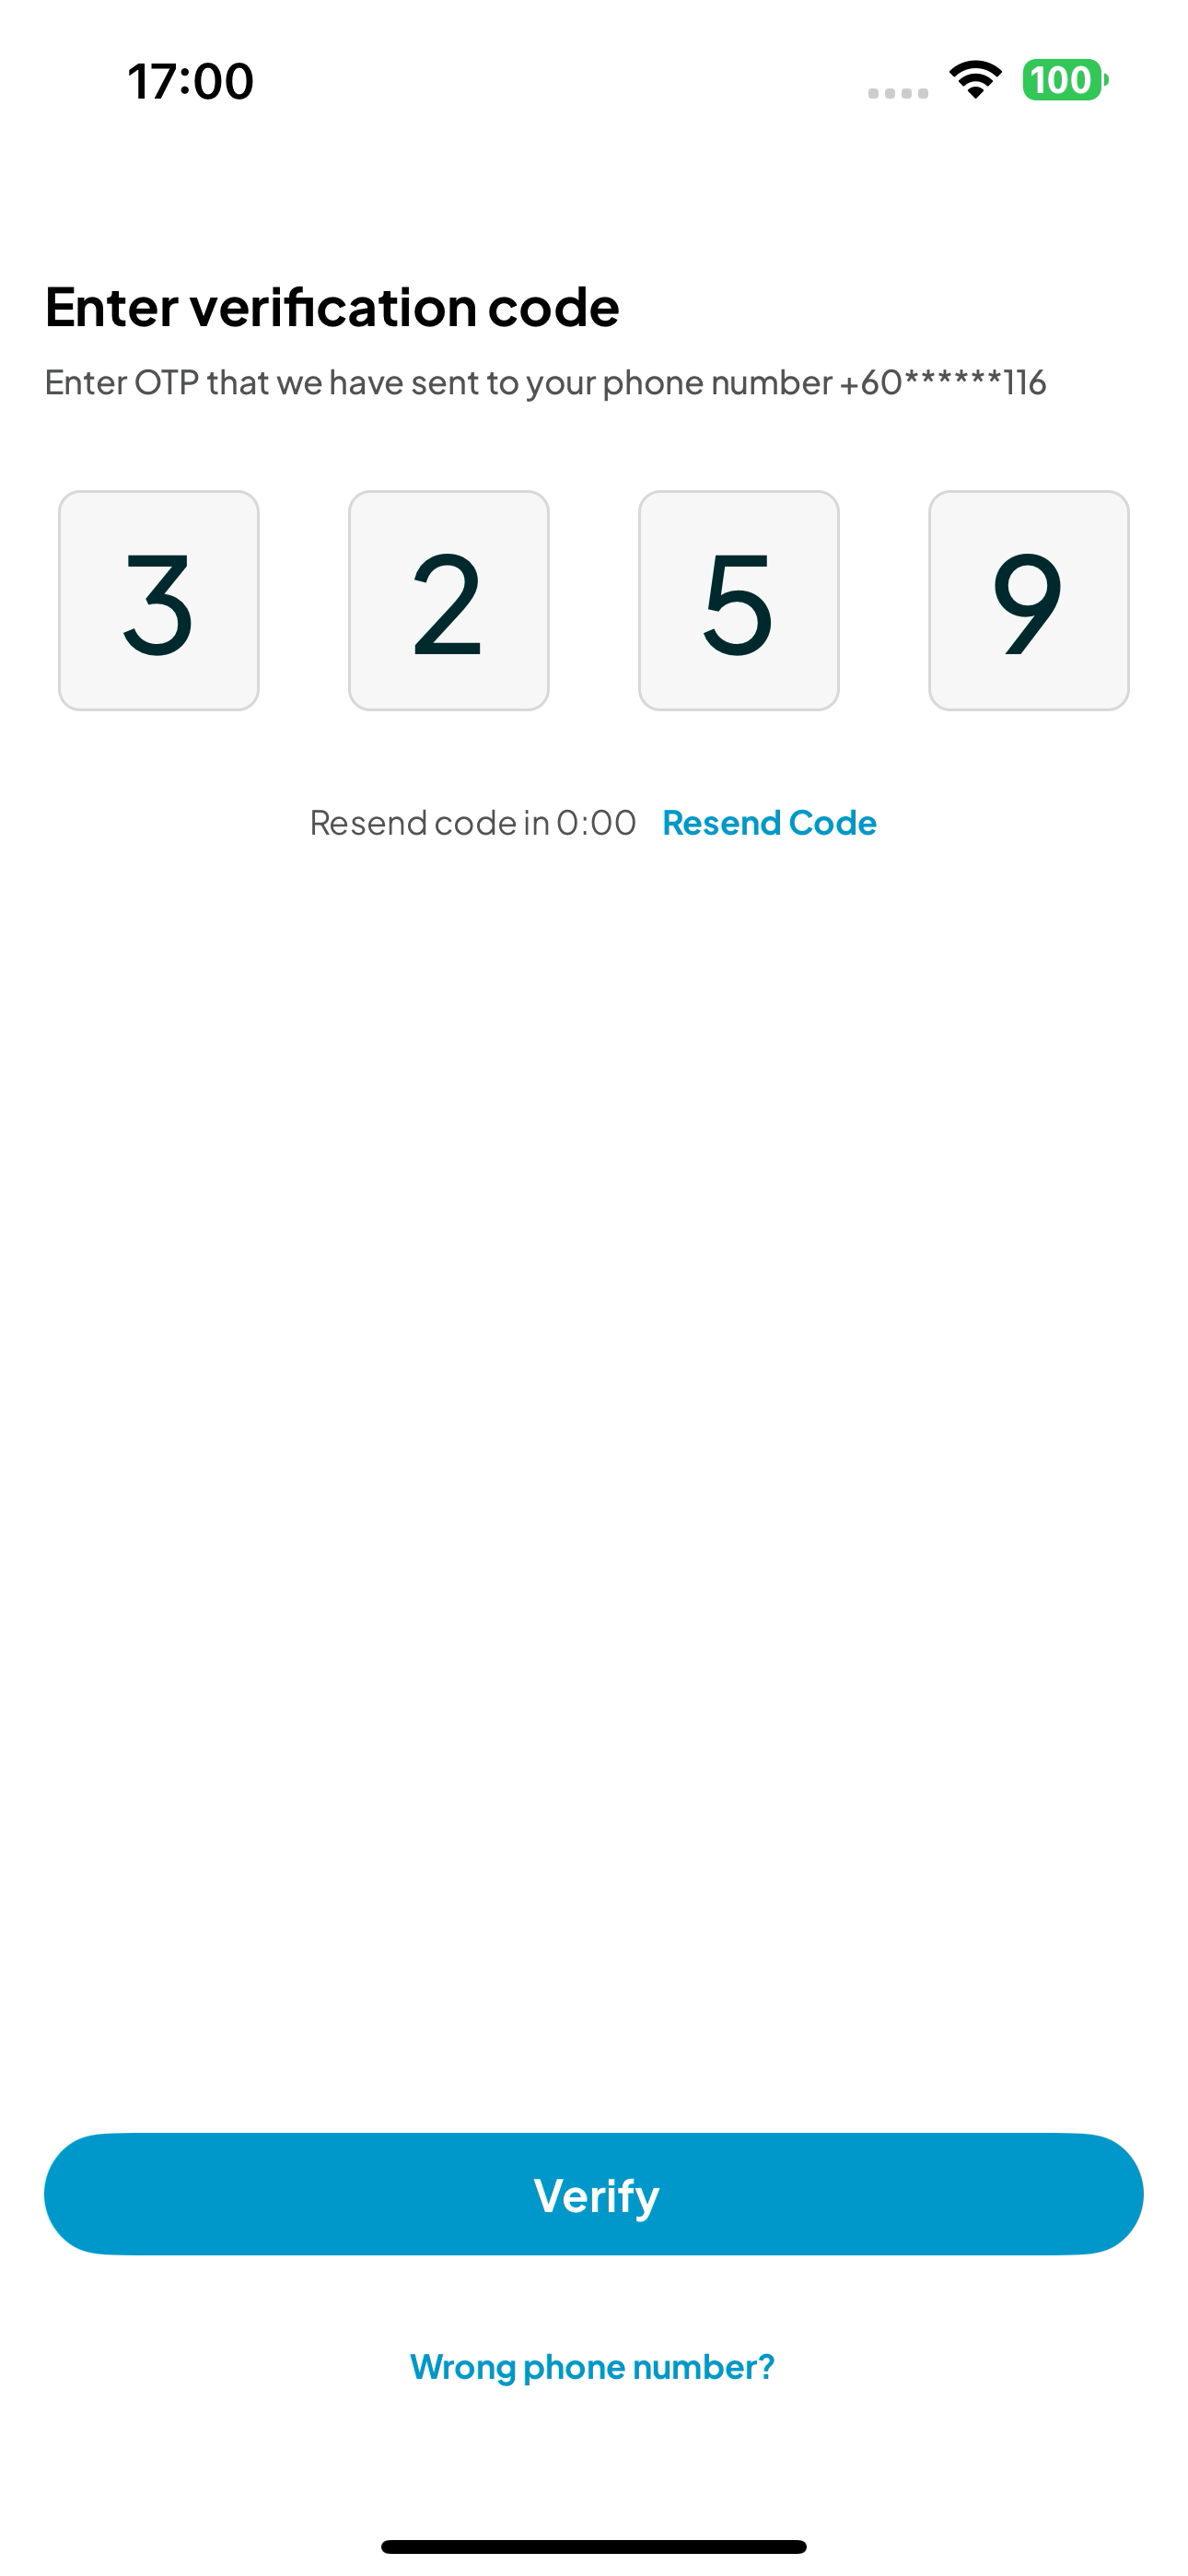 17:00
100
Enter verification code
Enter OTP that we have sent to your phone number +60******116
3 2 5 9
Resend code in 0:00 Resend Code
Verify
Wrong phone number?